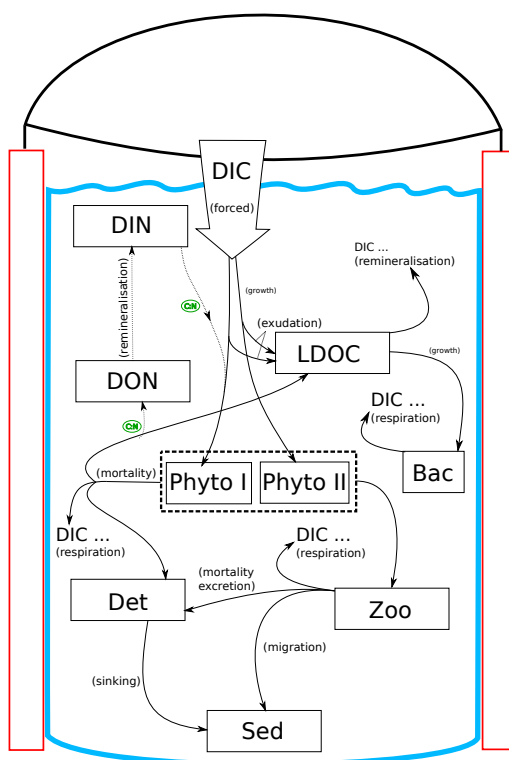 DIC
(forced)
DIN
C:N
(remineralisation)
DIC ...
(remineralisation)
(growth)
(exudation)
LDOC
(growth)
DON
C:N
DIC ...
(respiration)
(mortality)
Phyto I
Phyto II
Bac
DIC ...
(respiration)
DIC ...
(respiration)
Det
(mortality
excretion)
Zoo
(migration)
(sinking)
Sed